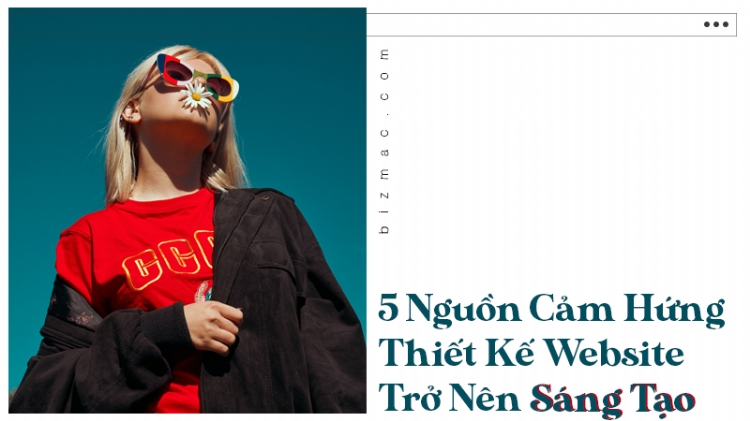 bizmac.com
5 Nguồn Cảm Hứng
Thiết Kế Website
Trở Nên Sáng Tạo